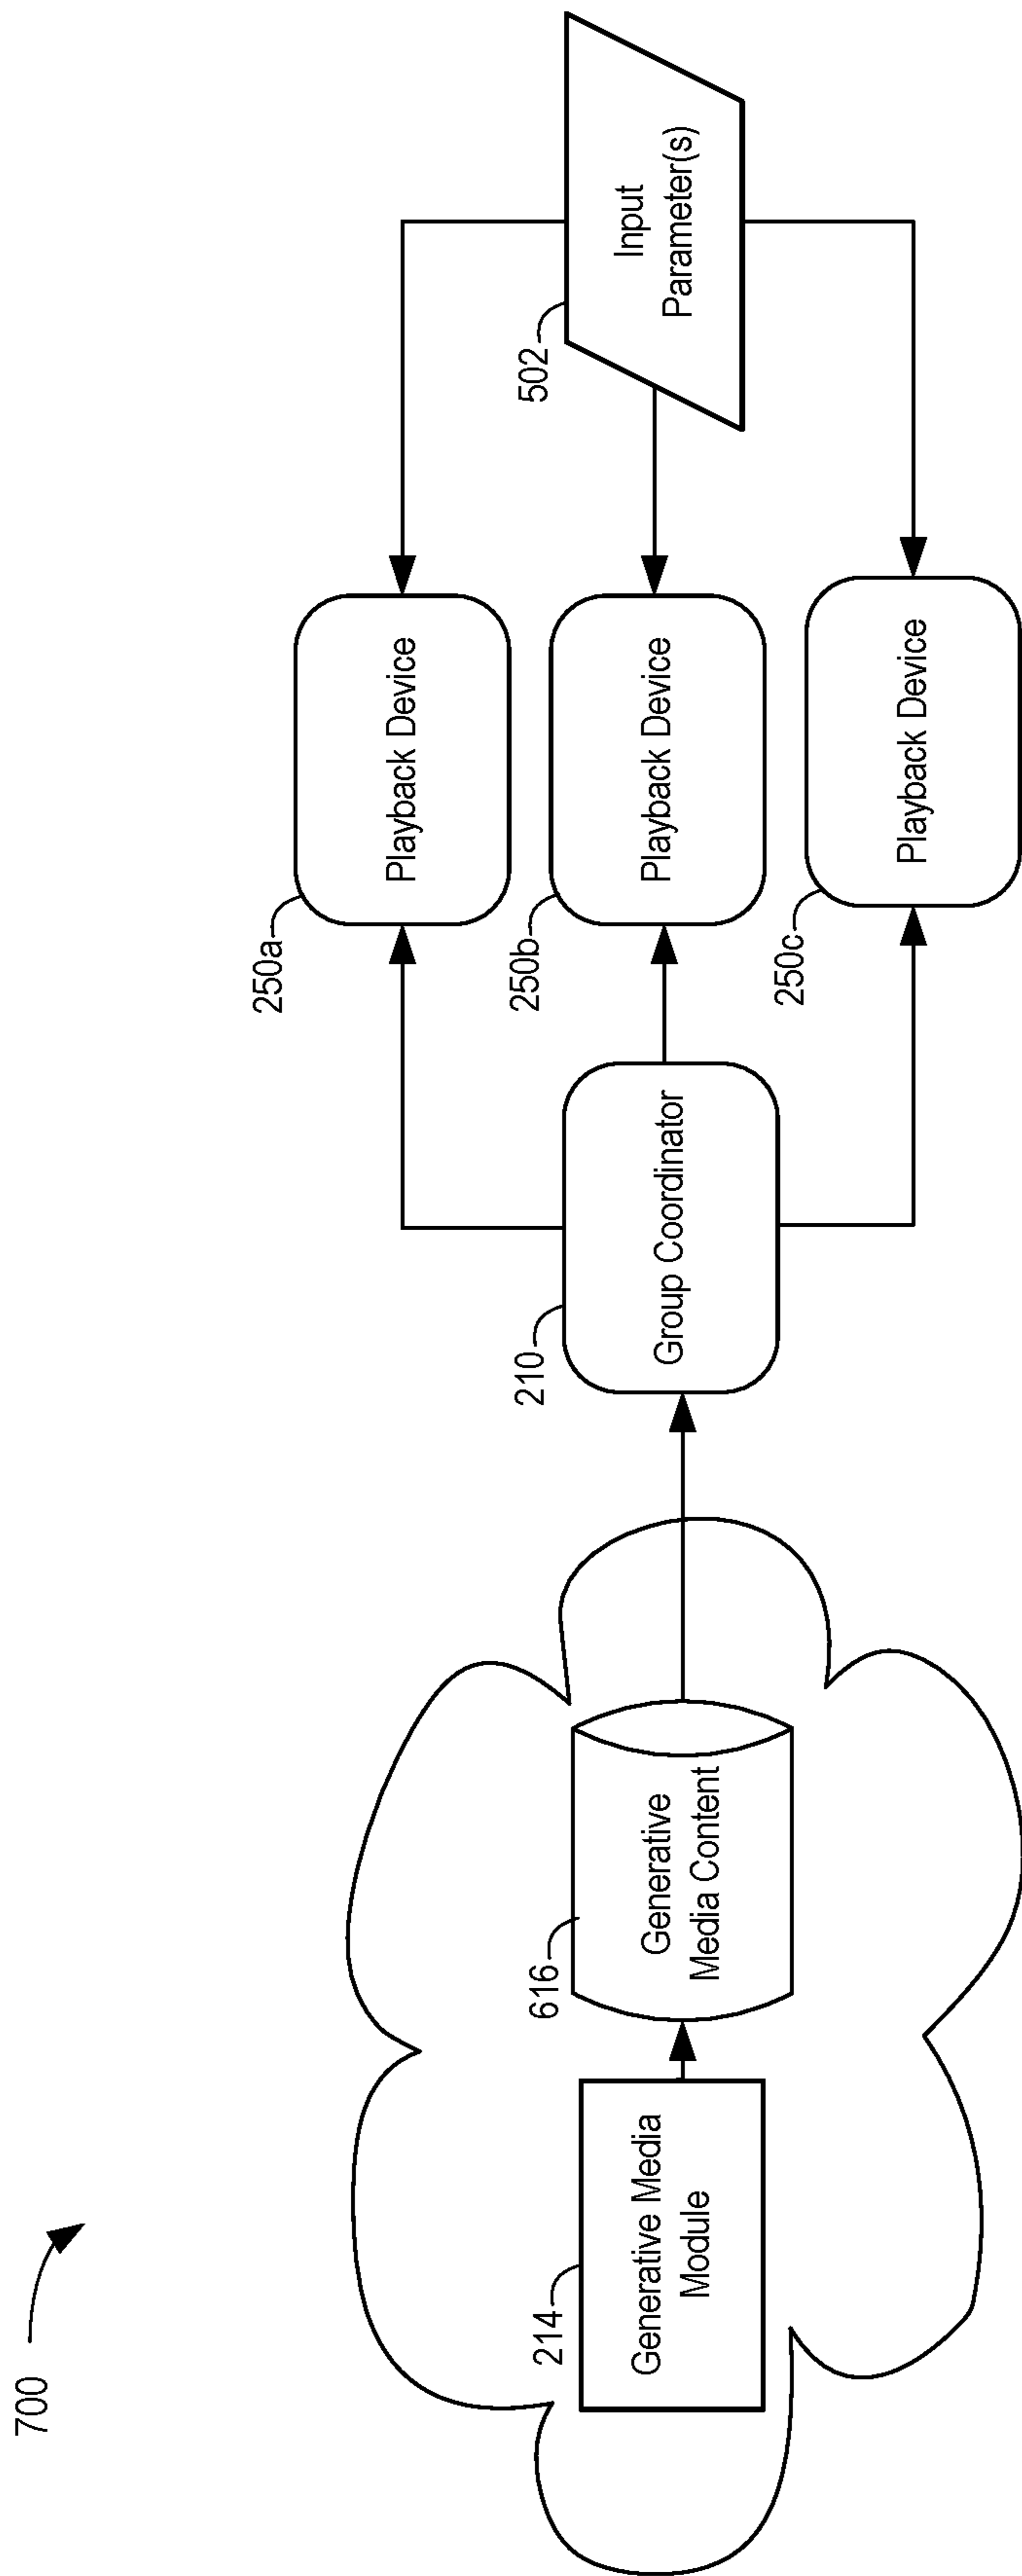 700
214
Generative Media
Module
616
Generative
Media Content
210
Group Coordinator
250a
Playback Device
250b
Playback Device
250c
Playback Device
502
Input
Parameter(s)